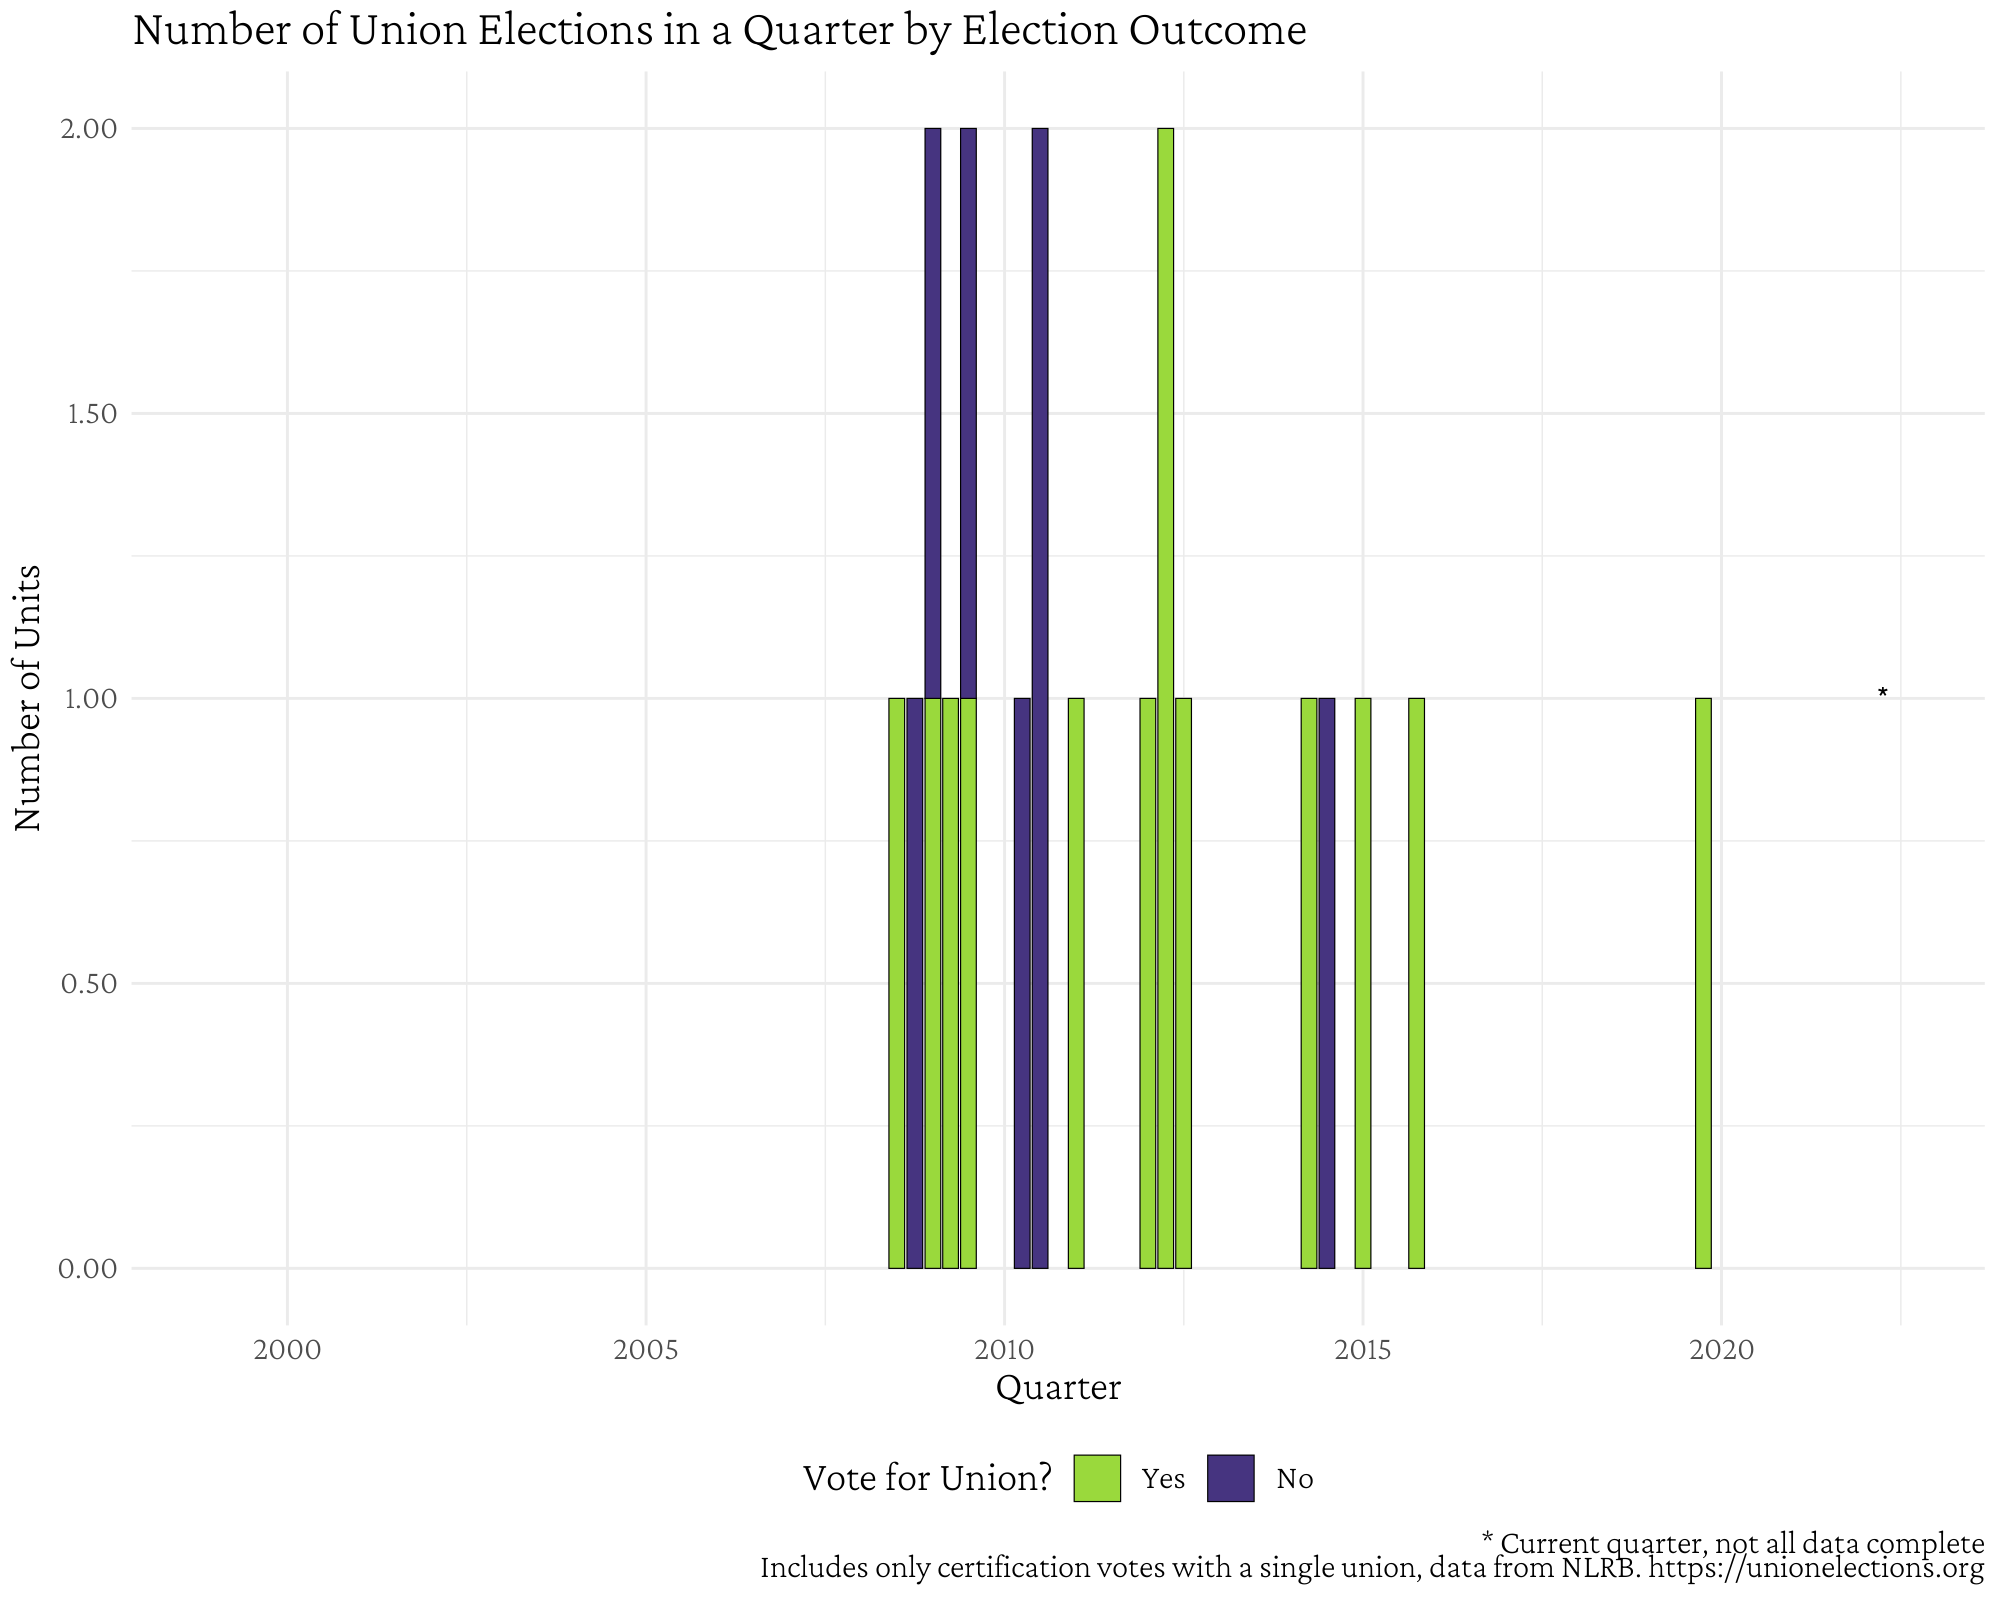 Number of Union Elections in a Quarter by Election Outcome
2.00
1.50
1.00
0.50
0.00
Number of Units
*
2000 2005 2010 2015 2020
Quarter
Vote for Union? Yes No
* Current quarter, not all data complete
Includes only certification votes with a single union, data from NLRB. https://unionelections.org